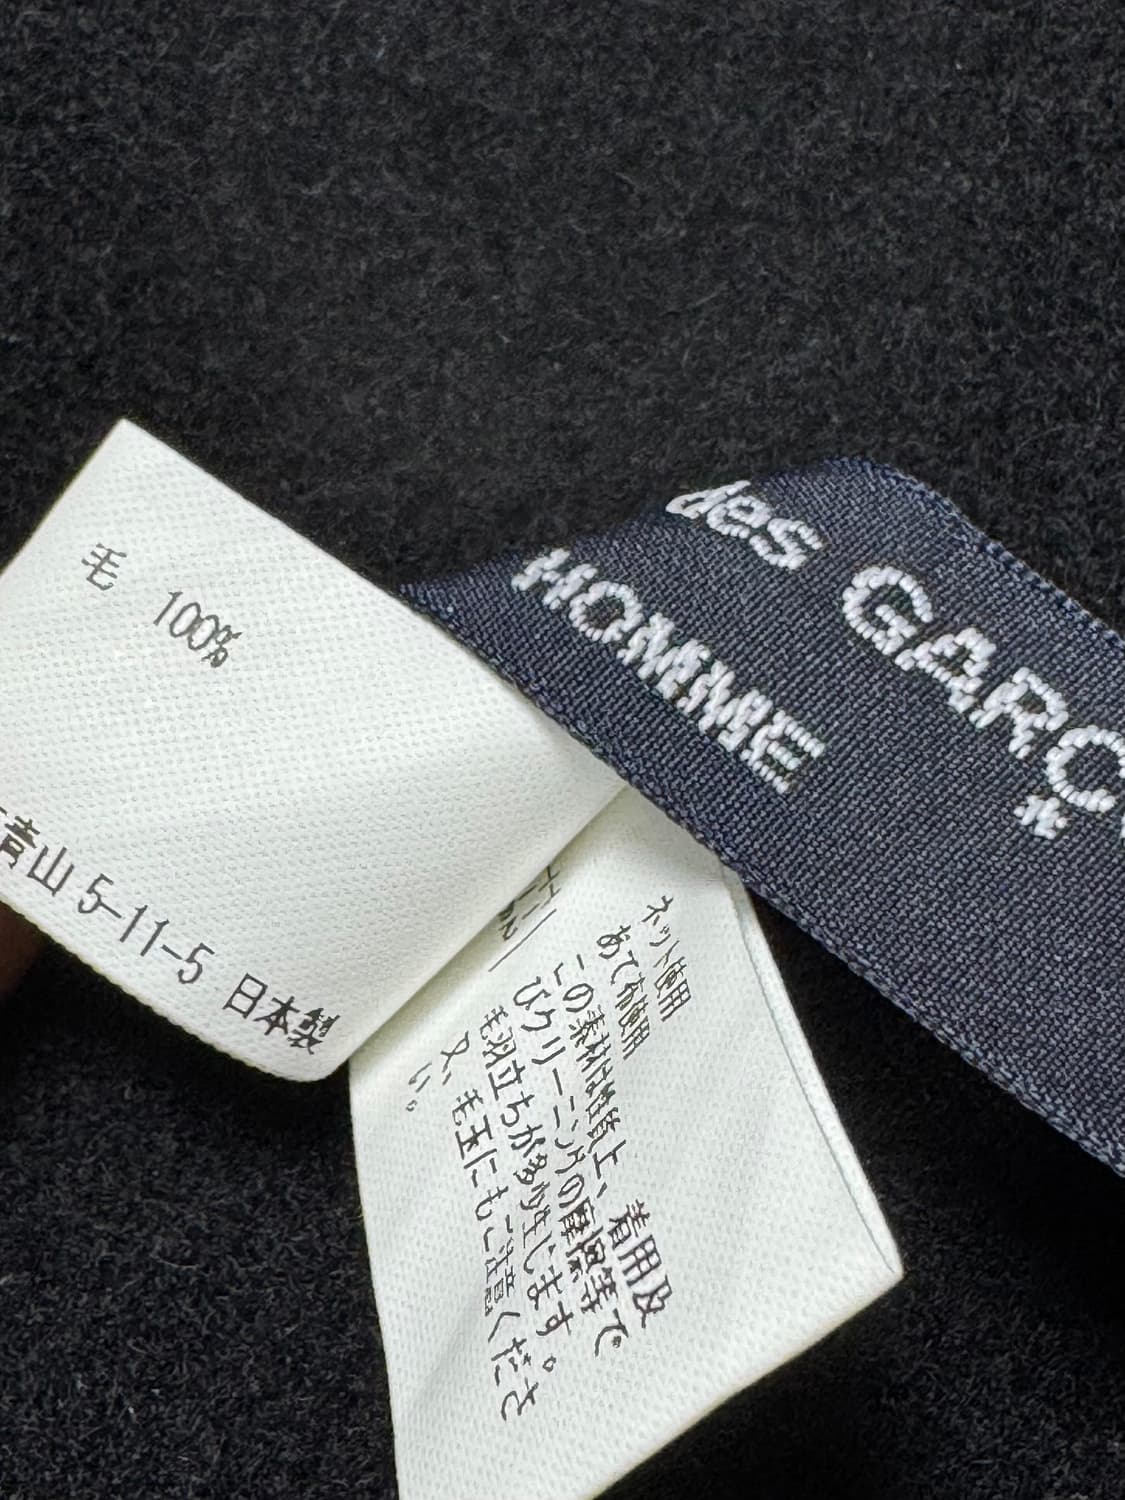 des GARÇ
HOMME
毛 100%
青山 5-11-5 日本製
ネット使用
あて布使用
この素材は性質上、着用及
びクリーニングの摩擦等で
毛羽立ちが多少生じます。
又、毛玉にもご注意くださ
い。